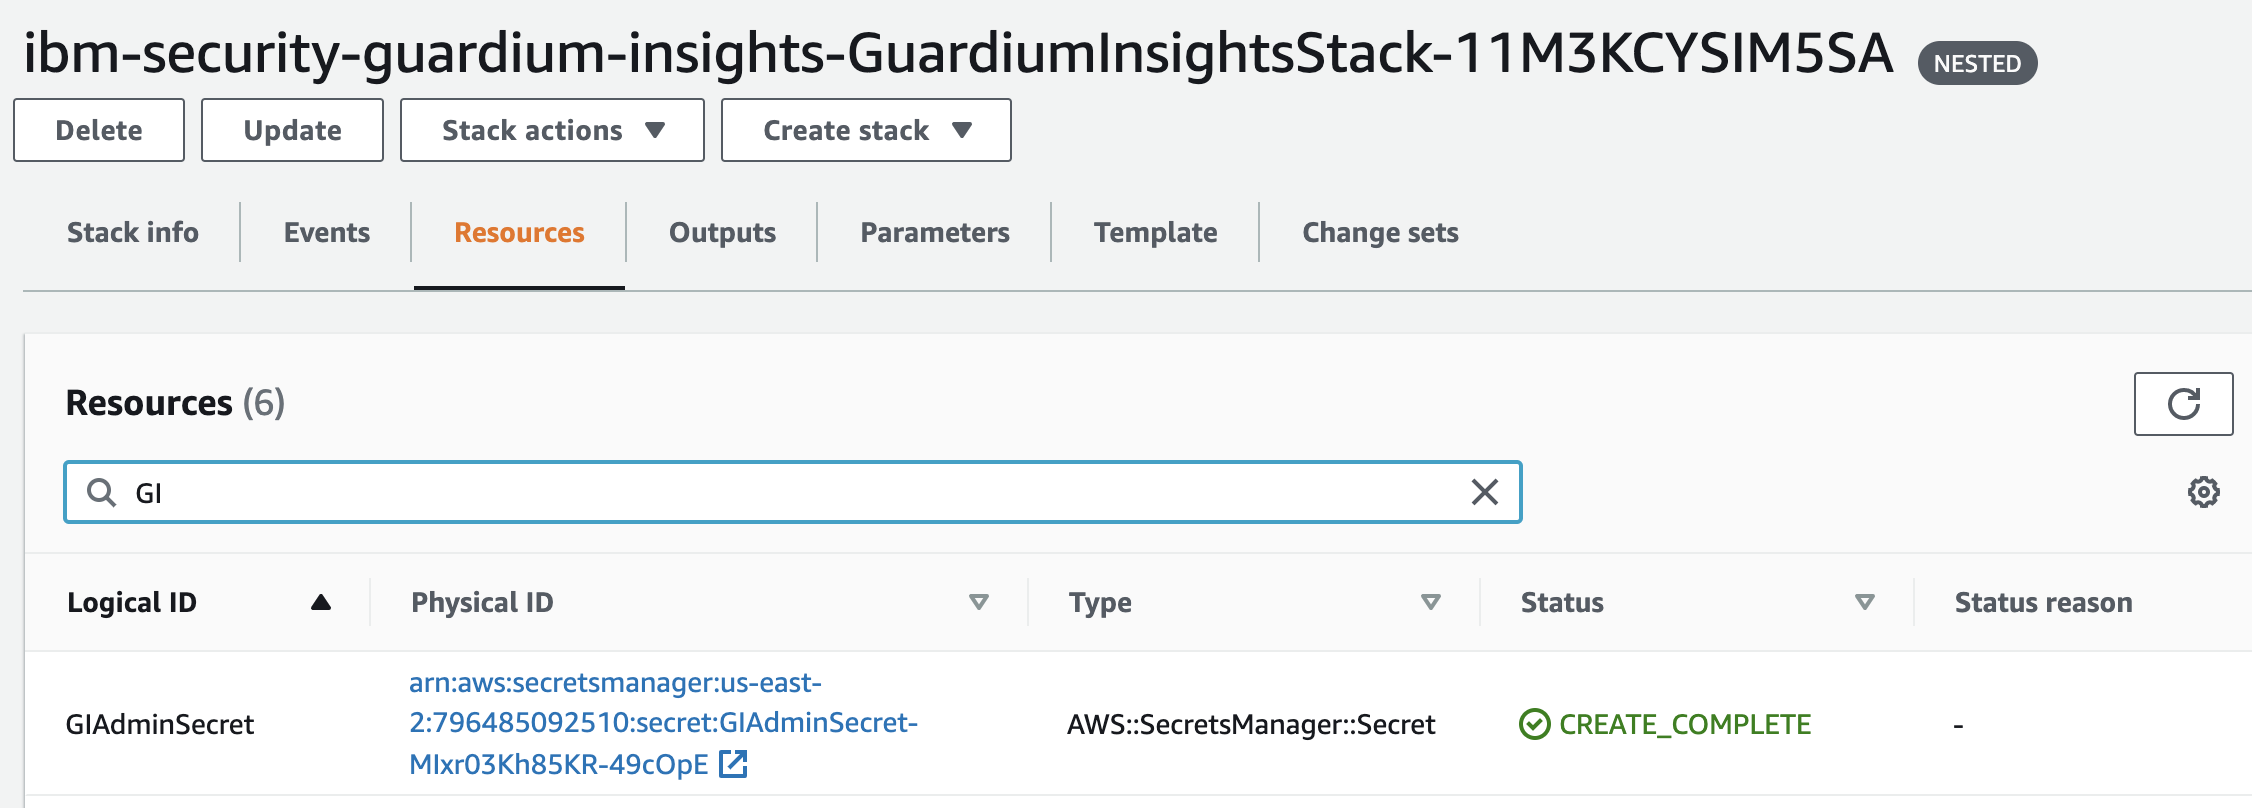 ibm-security-guardium-insights-GuardiumInsightsStack-11M3KCYSIM5SA NESTED
Delete Update Stack actions Create stack
Stack info Events Resources Outputs Parameters Template Change sets
Resources (6)
GI
Logical ID Physical ID Type Status Status reason
arn:aws:secretsmanager:us-east-
GIAdminSecret 2:796485092510:secret:GIAdminSecret- AWS::SecretsManager::Secret CREATE_COMPLETE -
MIxr03Kh85KR-49cOpE